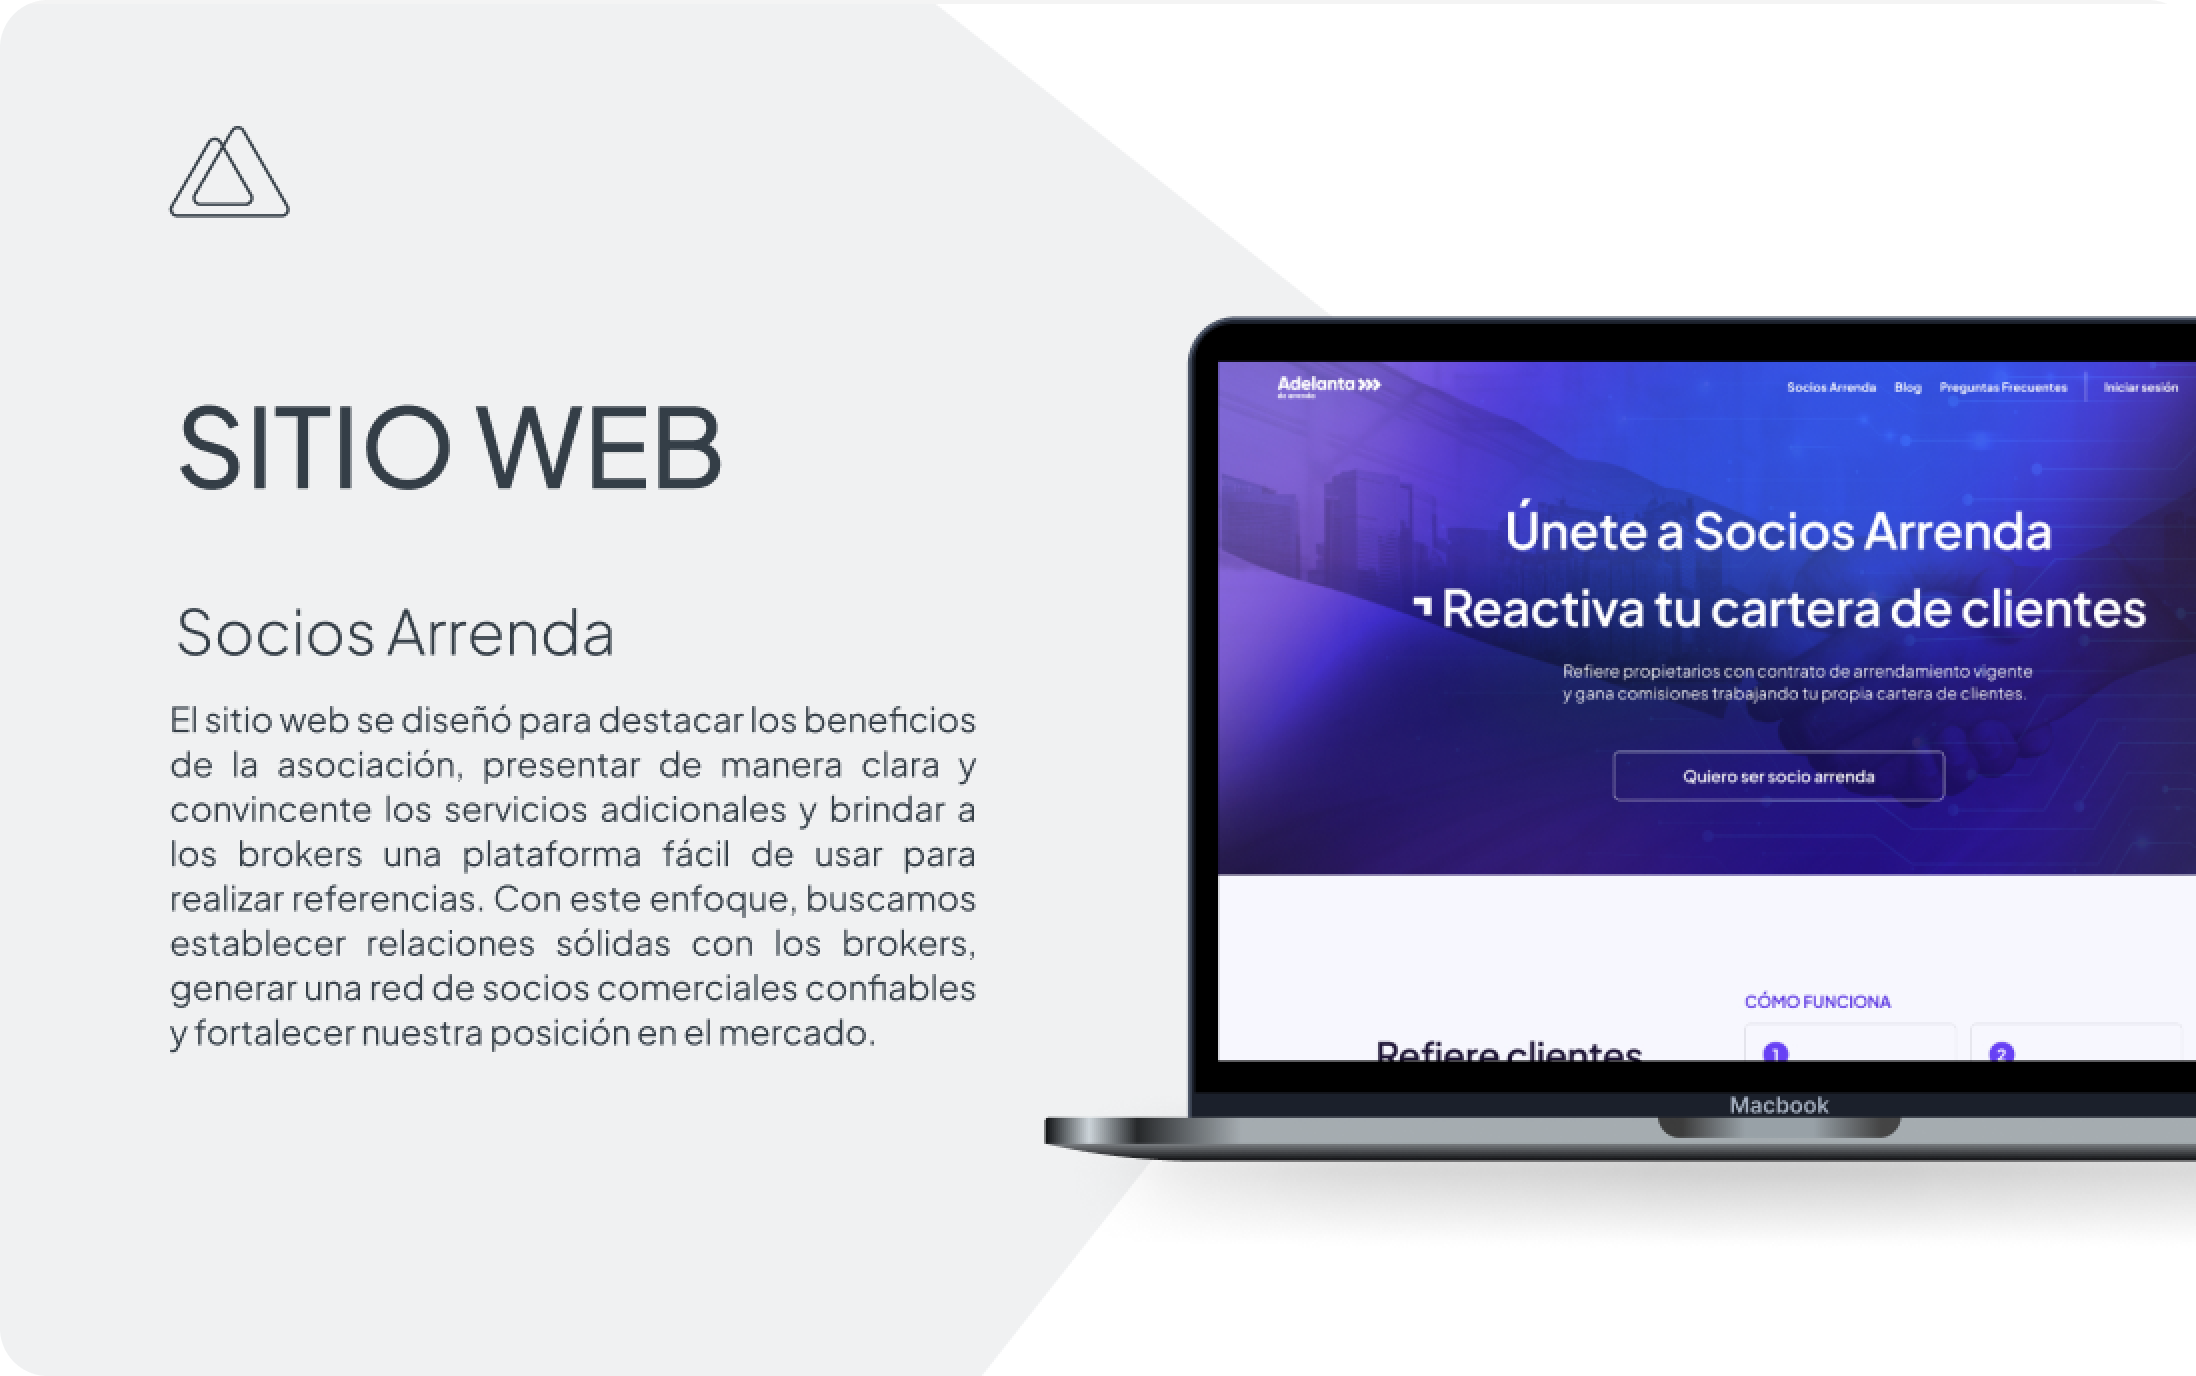 SITIO WEB
Socios Arrenda
El sitio web se diseñó para destacar los beneficios
de la asociación, presentar de manera clara y
convincente los servicios adicionales y brindar a
los brokers una plataforma fácil de usar para
realizar referencias. Con este enfoque, buscamos
establecer relaciones sólidas con los brokers,
generar una red de socios comerciales confiables
y fortalecer nuestra posición en el mercado.
Adelanta
de arriendo
Socios Arrenda Blog Preguntas Frecuentes Iniciar sesión
Únete a Socios Arrenda
Reactiva tu cartera de clientes
Refiere propietarios con contrato de arrendamiento vigente
y gana comisiones trabajando tu propia cartera de clientes.
Quiero ser socio arrenda
CÓMO FUNCIONA
Refiere clientes
1
2
Macbook